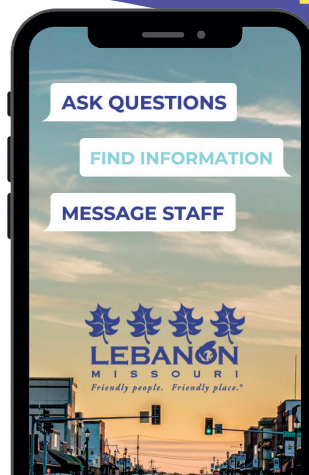 ASK QUESTIONS
FIND INFORMATION
MESSAGE STAFF
LEBANON
MISSOURI
Friendly people. Friendly place.®